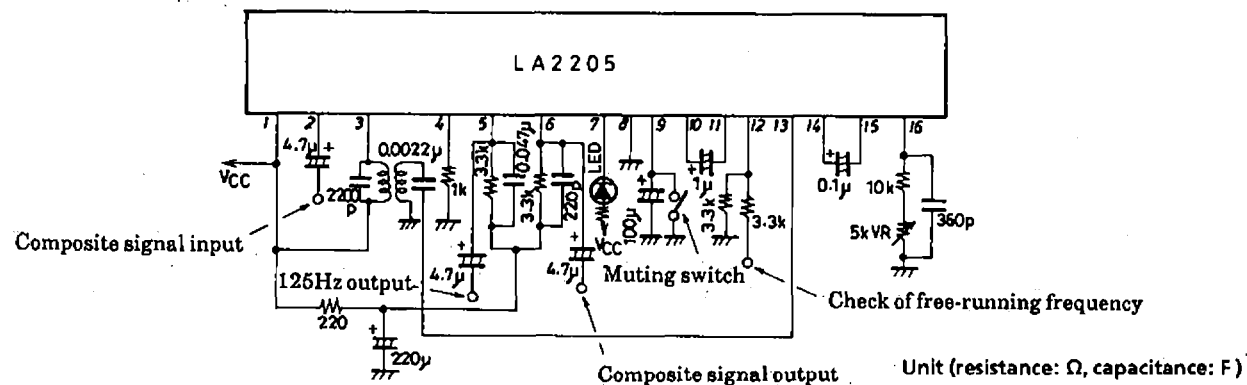 LA2205
1 2 3 4 5 6 7 8 9 10 11 12 13 14 15 16
4.7μ +
0.0022μ
3.3k
0.047μ
LED
VCC
2200
P
1k
3.3k
220p
+
1μ
3.3k
3.3k
+
0.1μ
10k
360p
5kVR
Composite signal input
+
100μ
VCC
+
4.7μ
+
4.7μ
Muting switch
125Hz output
Check of free-running frequency
220
+
220μ
Composite signal output
Unit (resistance: Ω, capacitance: F)